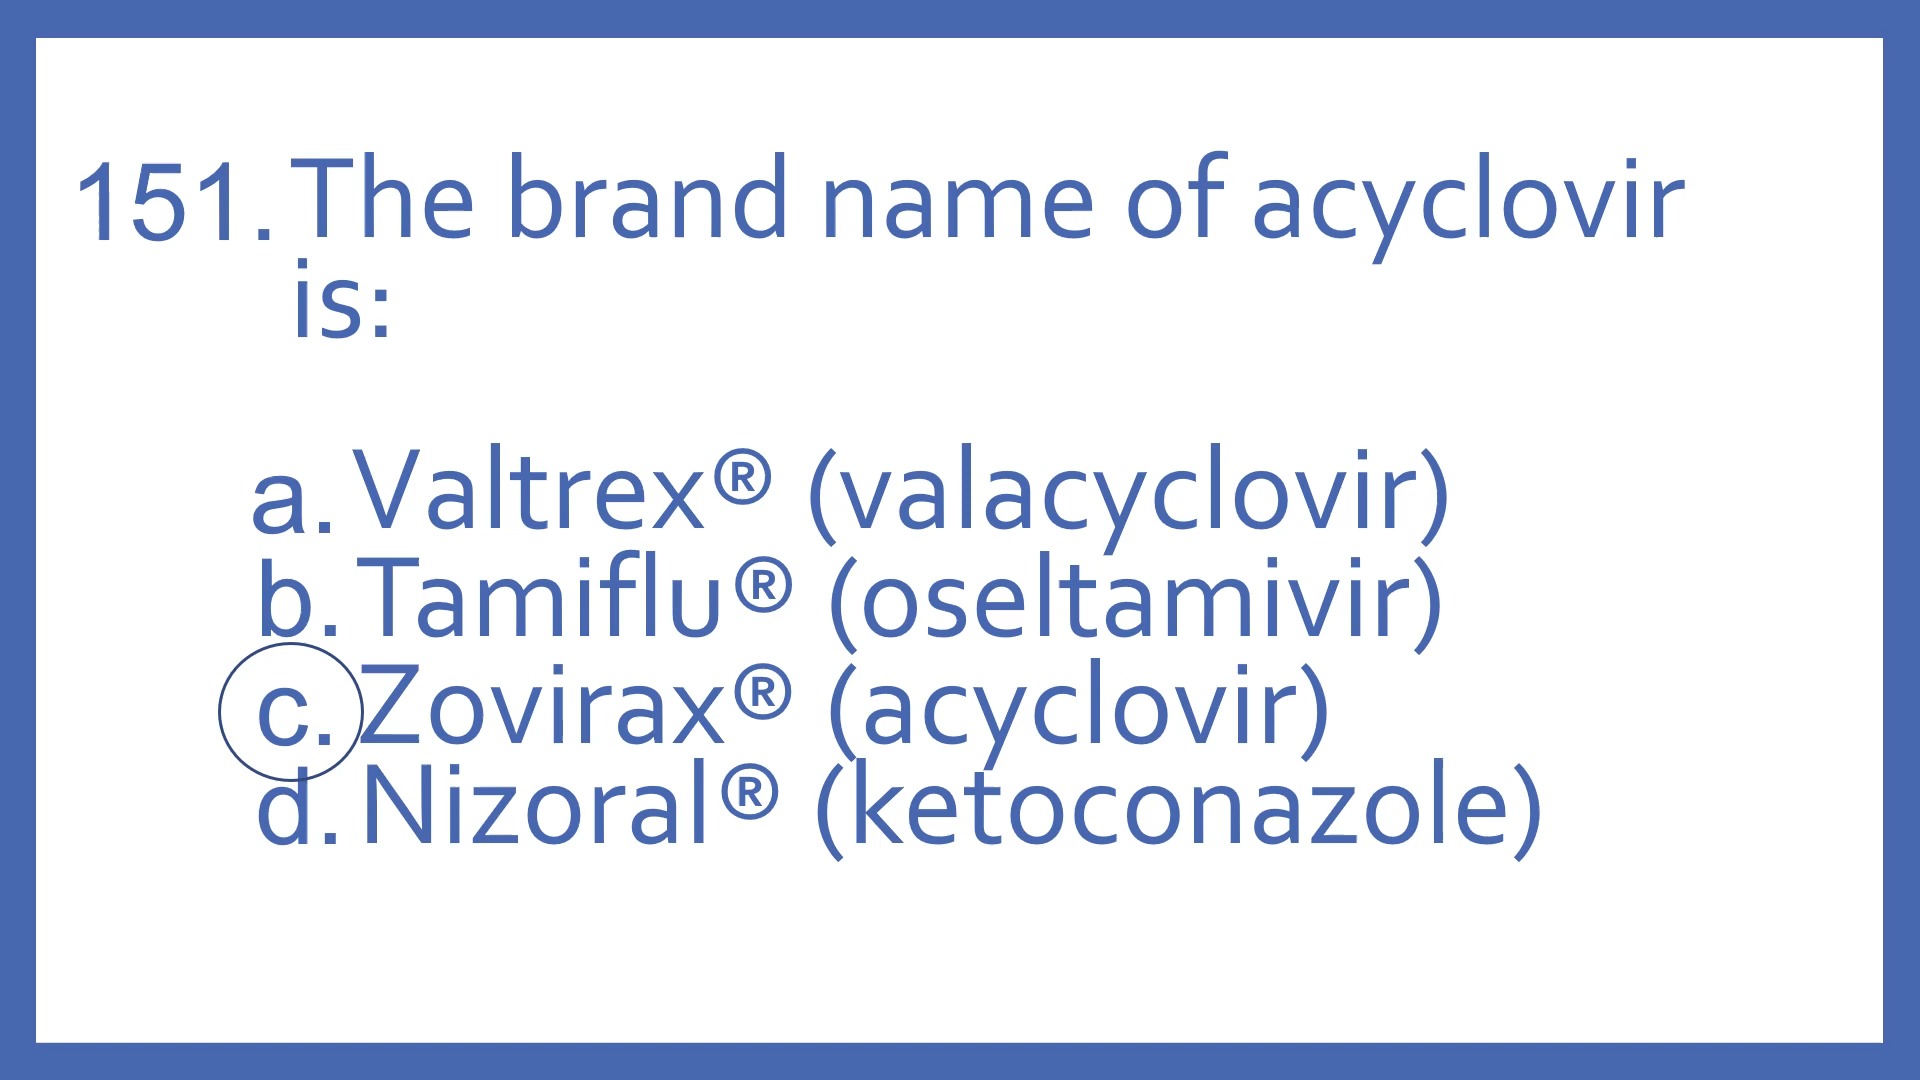 151. The brand name of acyclovir
is:
a. Valtrex® (valacyclovir)
b. Tamiflu® (oseltamivir)
c. Zovirax® (acyclovir)
d. Nizoral® (ketoconazole)